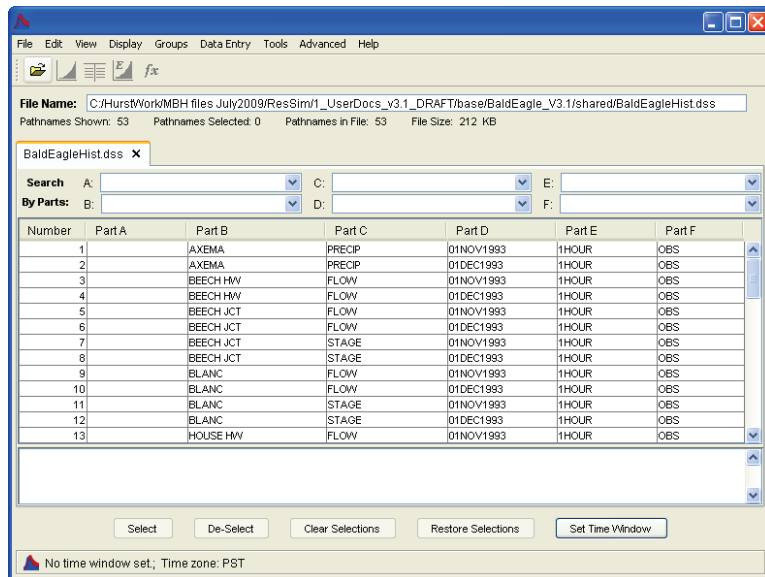 File Edit View Display Groups Data Entry Tools Advanced Help
E fx
File Name: C:/HurstWork/MBH files July2009/ResSim/1_UserDocs_v3.1_DRAFT/base/BaldEagle_V3.1/shared/BaldEagleHist.dss
Pathnames Shown: 53 Pathnames Selected: 0 Pathnames in File: 53 File Size: 212 KB
BaldEagleHist.dss
Search A: C: E:
By Parts: B: D: F:
Number Part A Part B Part C Part D Part E Part F
1 AXEMA PRECIP 01NOV1993 1HOUR OBS
2 AXEMA PRECIP 01DEC1993 1HOUR OBS
3 BEECH HW FLOW 01NOV1993 1HOUR OBS
4 BEECH HW FLOW 01DEC1993 1HOUR OBS
5 BEECH JCT FLOW 01NOV1993 1HOUR OBS
6 BEECH JCT FLOW 01DEC1993 1HOUR OBS
7 BEECH JCT STAGE 01NOV1993 1HOUR OBS
8 BEECH JCT STAGE 01DEC1993 1HOUR OBS
9 BLANC FLOW 01NOV1993 1HOUR OBS
10 BLANC FLOW 01DEC1993 1HOUR OBS
11 BLANC STAGE 01NOV1993 1HOUR OBS
12 BLANC STAGE 01DEC1993 1HOUR OBS
13 HOUSE HW FLOW 01NOV1993 1HOUR OBS
Select De-Select Clear Selections Restore Selections Set Time Window
No time window set.; Time zone: PST